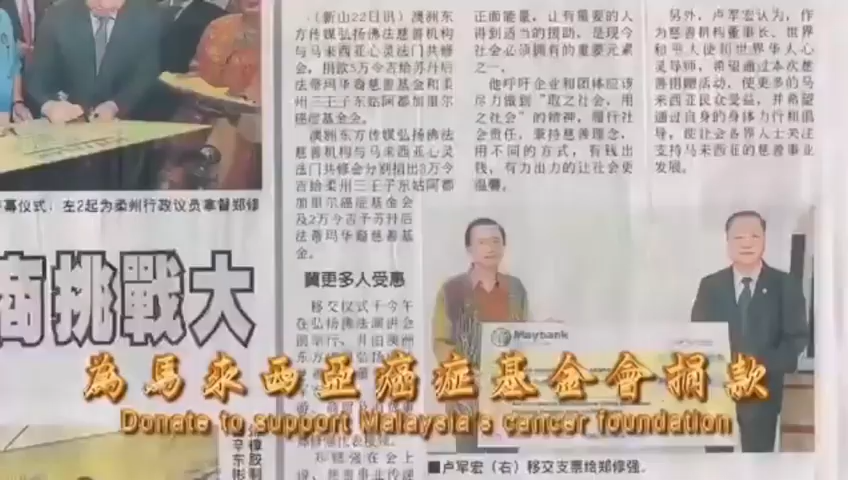 (新山22日讯) 澳洲东
方传媒弘扬佛法慈善机构
与马来西亚心灵法门共修
会，捐款5万令吉给苏丹后
法蒂玛华裔慈善基金和柔
州三王子东姑阿都加里尔
癌症基金会。
澳洲东方传媒弘扬佛法
慈善机构与马来西亚心灵
法门共修会分别捐出3万令
吉给柔州三王子东姑阿都
加里尔癌症基金会
及2万令吉予苏丹后
法蒂玛华裔慈善基
金。
冀更多人受惠
移交仪式于今午
在弘扬佛法演讲会
前举行，并由澳洲
正面能量，让有需要的人
得到适当的援助，是现今
社会必须拥有的重要元素
之一。
他呼吁企业和团体应该
尽力做到“取之社会，用
之社会”的精神，履行社
会责任，秉持慈善理念，
用不同的方式，有钱出
钱，有力出力的让社会更
温馨。
另外，卢军宏认为，作
为慈善机构董事长、世界
和平大使和世界华人心
灵导师，希望通过本次慈
善捐赠活动，使更多的马
来西亚民众受益，并希望
通过自身的身体力行和倡
导，能让社会各界人士关注
支持马来西亚的慈善事业
发展。
幕仪式：左2起为柔州行政议员拿督郑修
商挑戰大
Maybank
為馬來西亞癌症基金會捐款
Donate to support Malaysia's cancer foundation
■卢军宏（右）移交支票给郑修强。